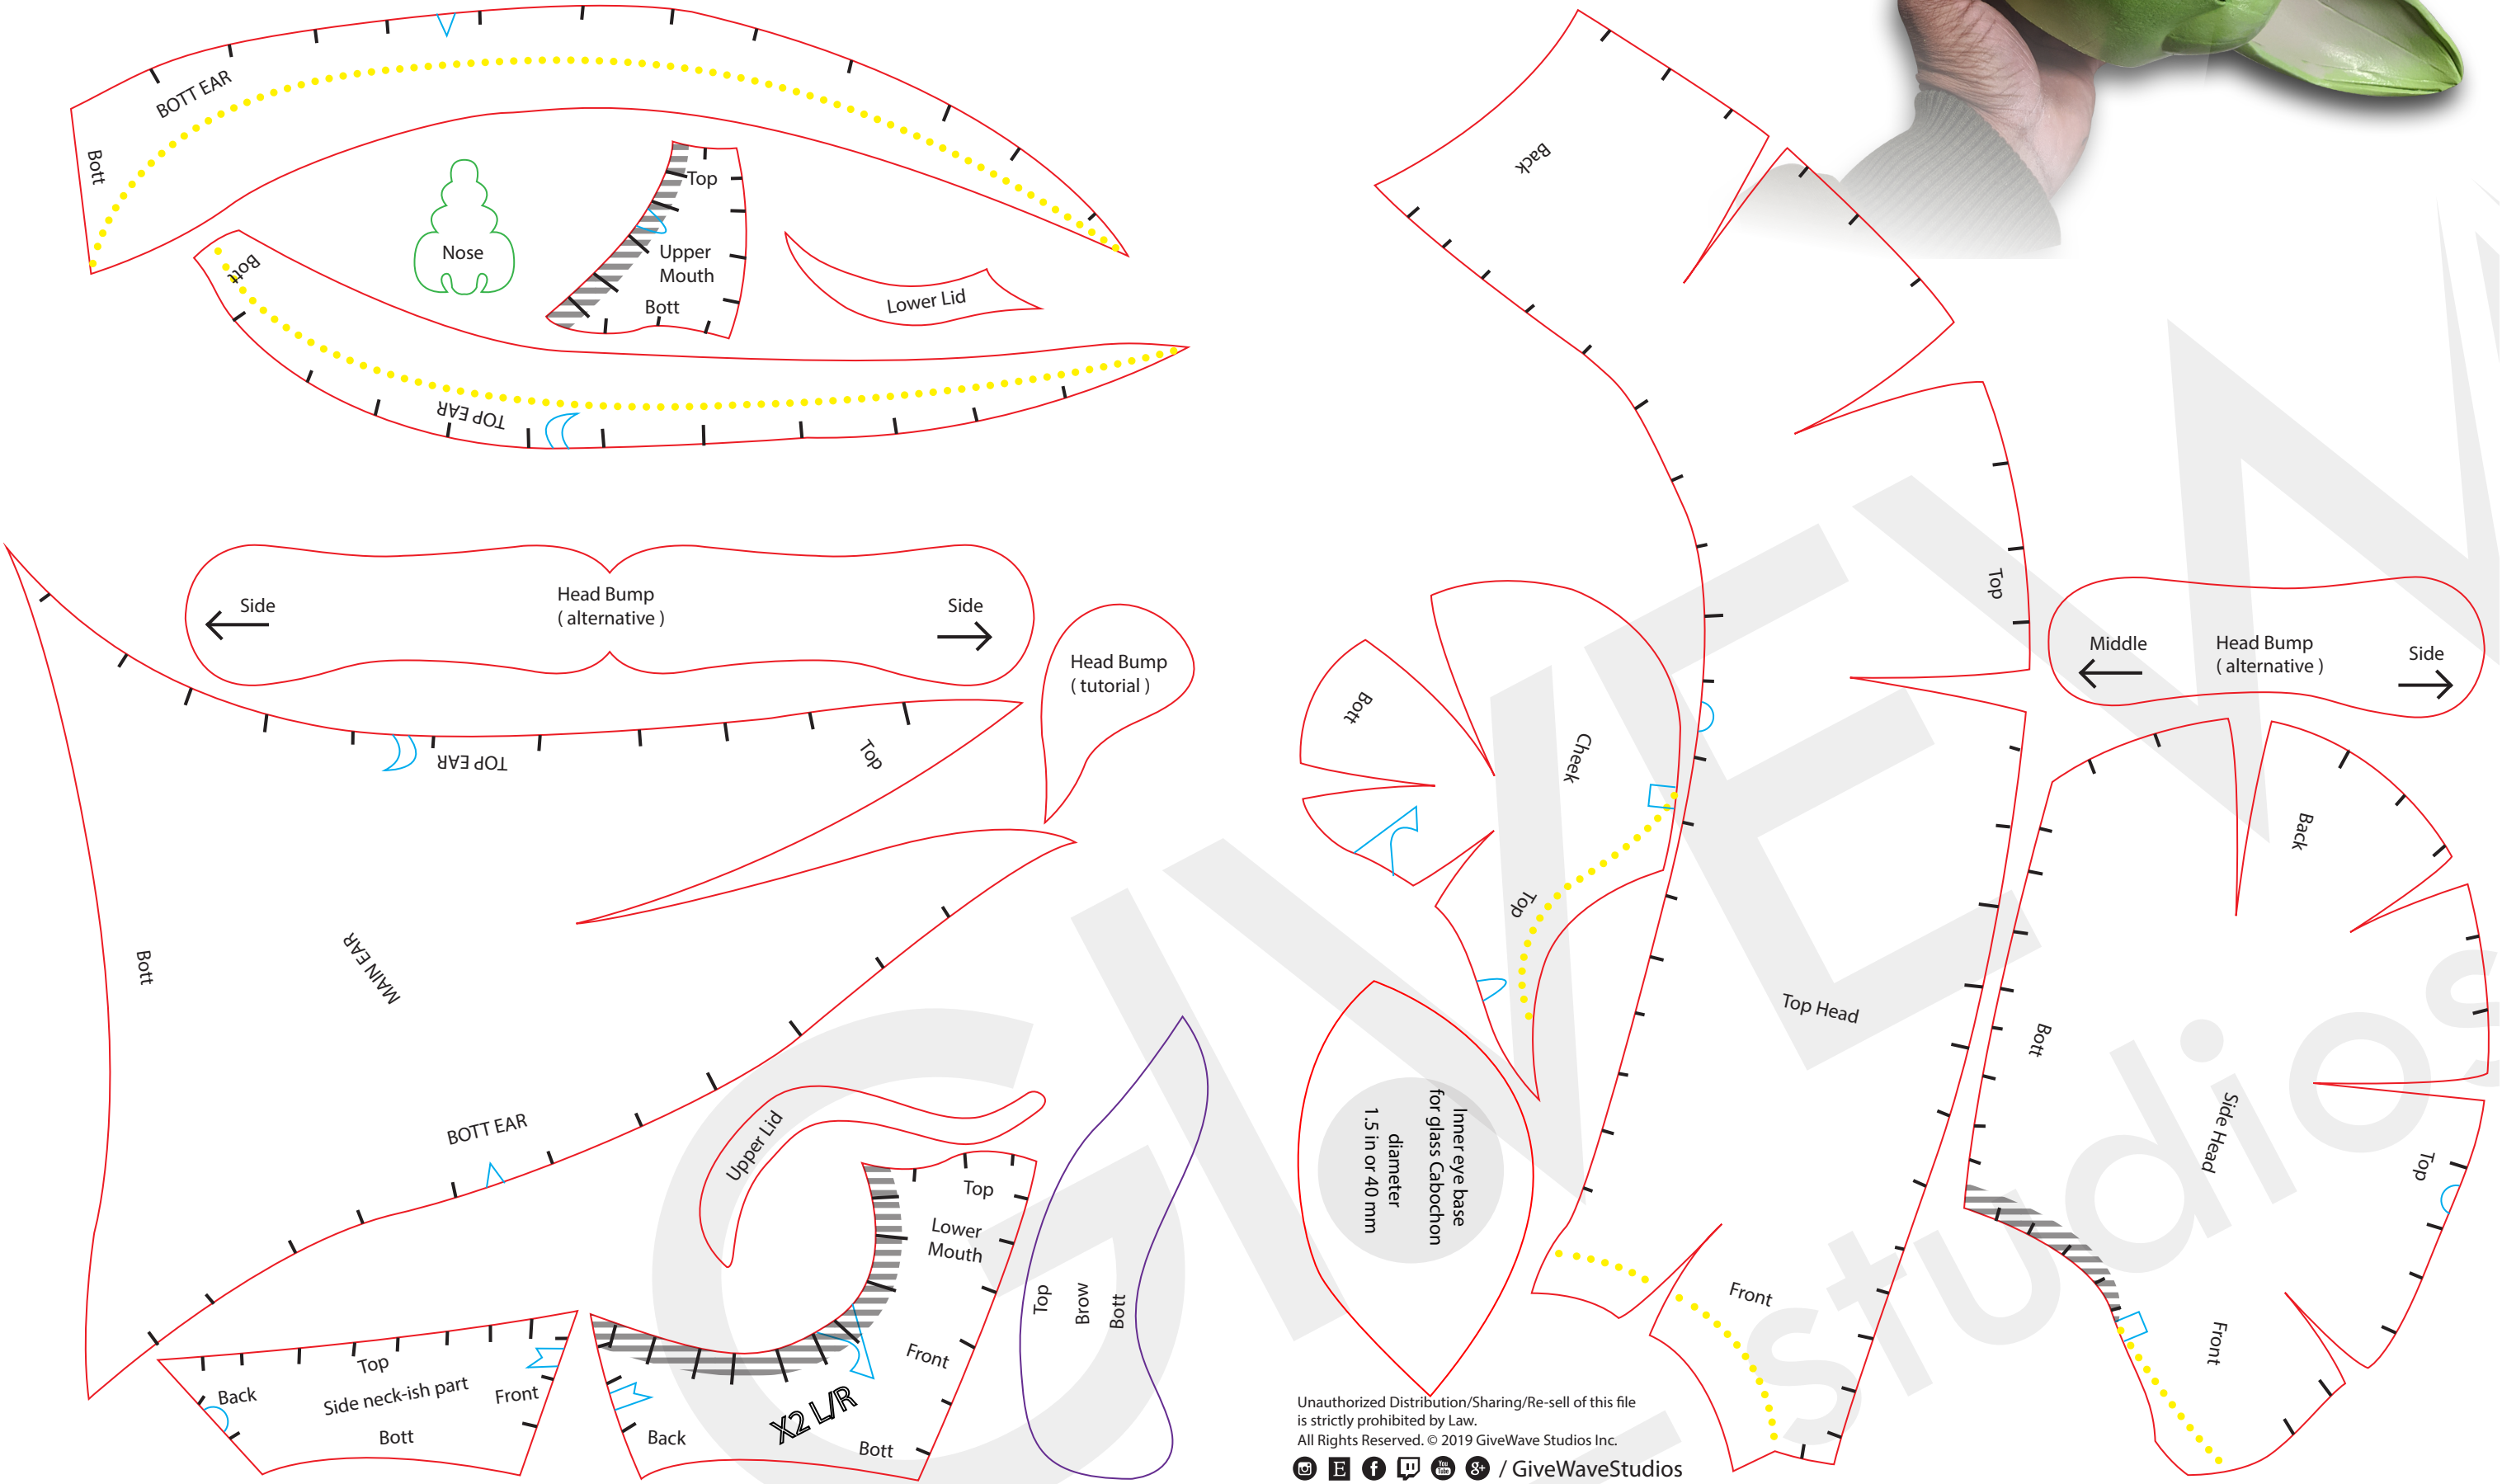 BOTT EAR
Bott
Nose
Top
Upper
Mouth
Bott
Lower Lid
Bott
TOP EAR
Back
Side
Head Bump
( alternative )
Side
Head Bump
( tutorial )
TOP EAR
Top
Bott
MAIN EAR
BOTT EAR
Bott
Cheek
Top
Top
Middle
Head Bump
( alternative )
Side
Back
Bott
Side Head
Top
Front
Top Head
Front
Inner eye base
for glass Cabochon
diameter
1.5 in or 40 mm
Upper Lid
Top
Lower
Mouth
Front
Back
X2 L/R
Bott
Top
Brow
Bott
Top
Back
Side neck-ish part
Front
Bott
Unauthorized Distribution/Sharing/Re-sell of this file
is strictly prohibited by Law.
All Rights Reserved. © 2019 GiveWave Studios Inc.
/ GiveWaveStudios
GIVEW
Studios